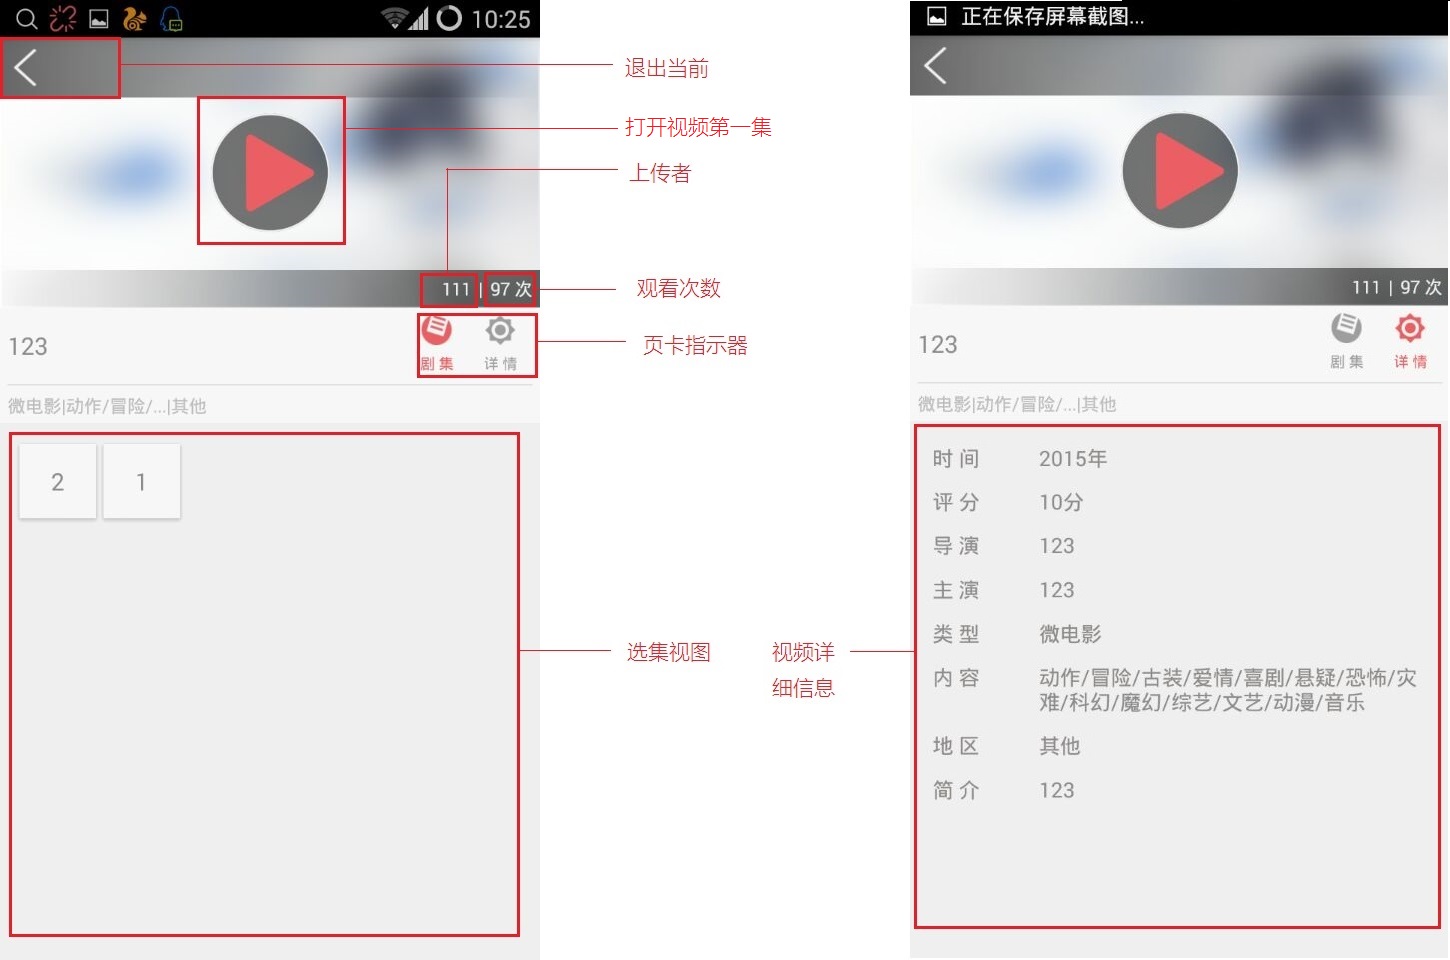 10:25
退出当前
打开视频第一集
上传者
111 | 97 次
观看次数
123
剧 集
详 情
页卡指示器
微电影|动作/冒险/...|其他
2
1
选集视图
正在保存屏幕截图...
111 | 97 次
123
剧 集
详 情
微电影|动作/冒险/...|其他
时 间 2015年
评 分 10分
导 演 123
主 演 123
类 型 微电影
内 容 动作/冒险/古装/爱情/喜剧/悬疑/恐怖/灾
难/科幻/魔幻/综艺/文艺/动漫/音乐
地 区 其他
简 介 123
视频详
细信息